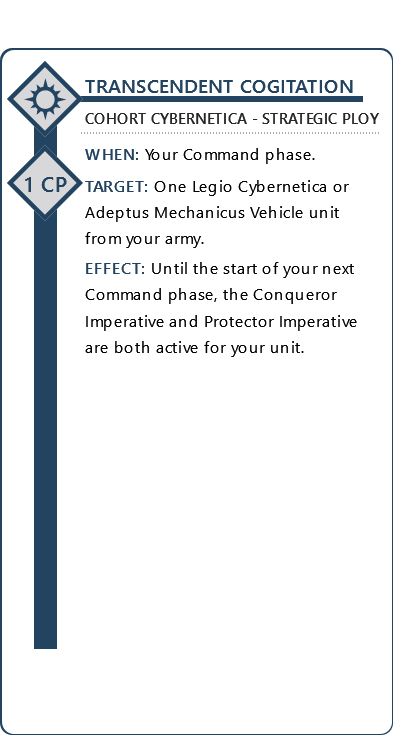 TRANSCENDENT COGITATION
COHORT CYBERNETICA - STRATEGIC PLOY
WHEN: Your Command phase.
1 CP
TARGET: One Legio Cybernetica or
Adeptus Mechanicus Vehicle unit
from your army.
EFFECT: Until the start of your next
Command phase, the Conqueror
Imperative and Protector Imperative
are both active for your unit.